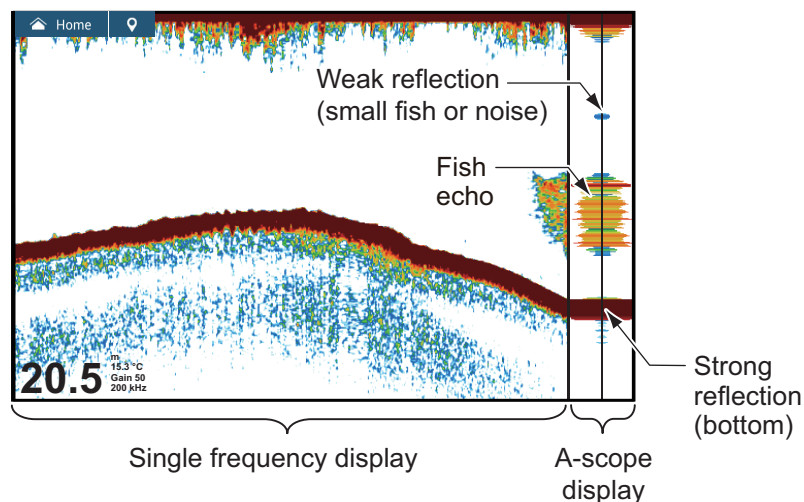 Home
Weak reflection
(small fish or noise)
Fish
echo
20.5
m
15.3 °C
Gain 50
200 kHz
Strong
reflection
(bottom)
Single frequency display
A-scope
display